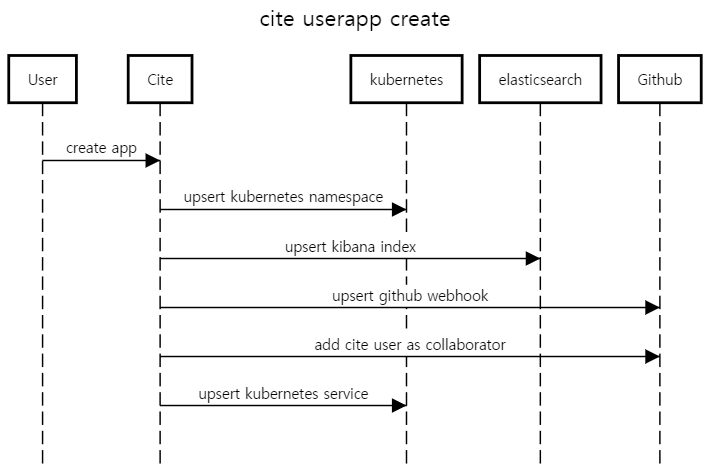 cite userapp create
User
Cite
kubernetes
elasticsearch
Github
create app
upsert kubernetes namespace
upsert kibana index
upsert github webhook
add cite user as collaborator
upsert kubernetes service